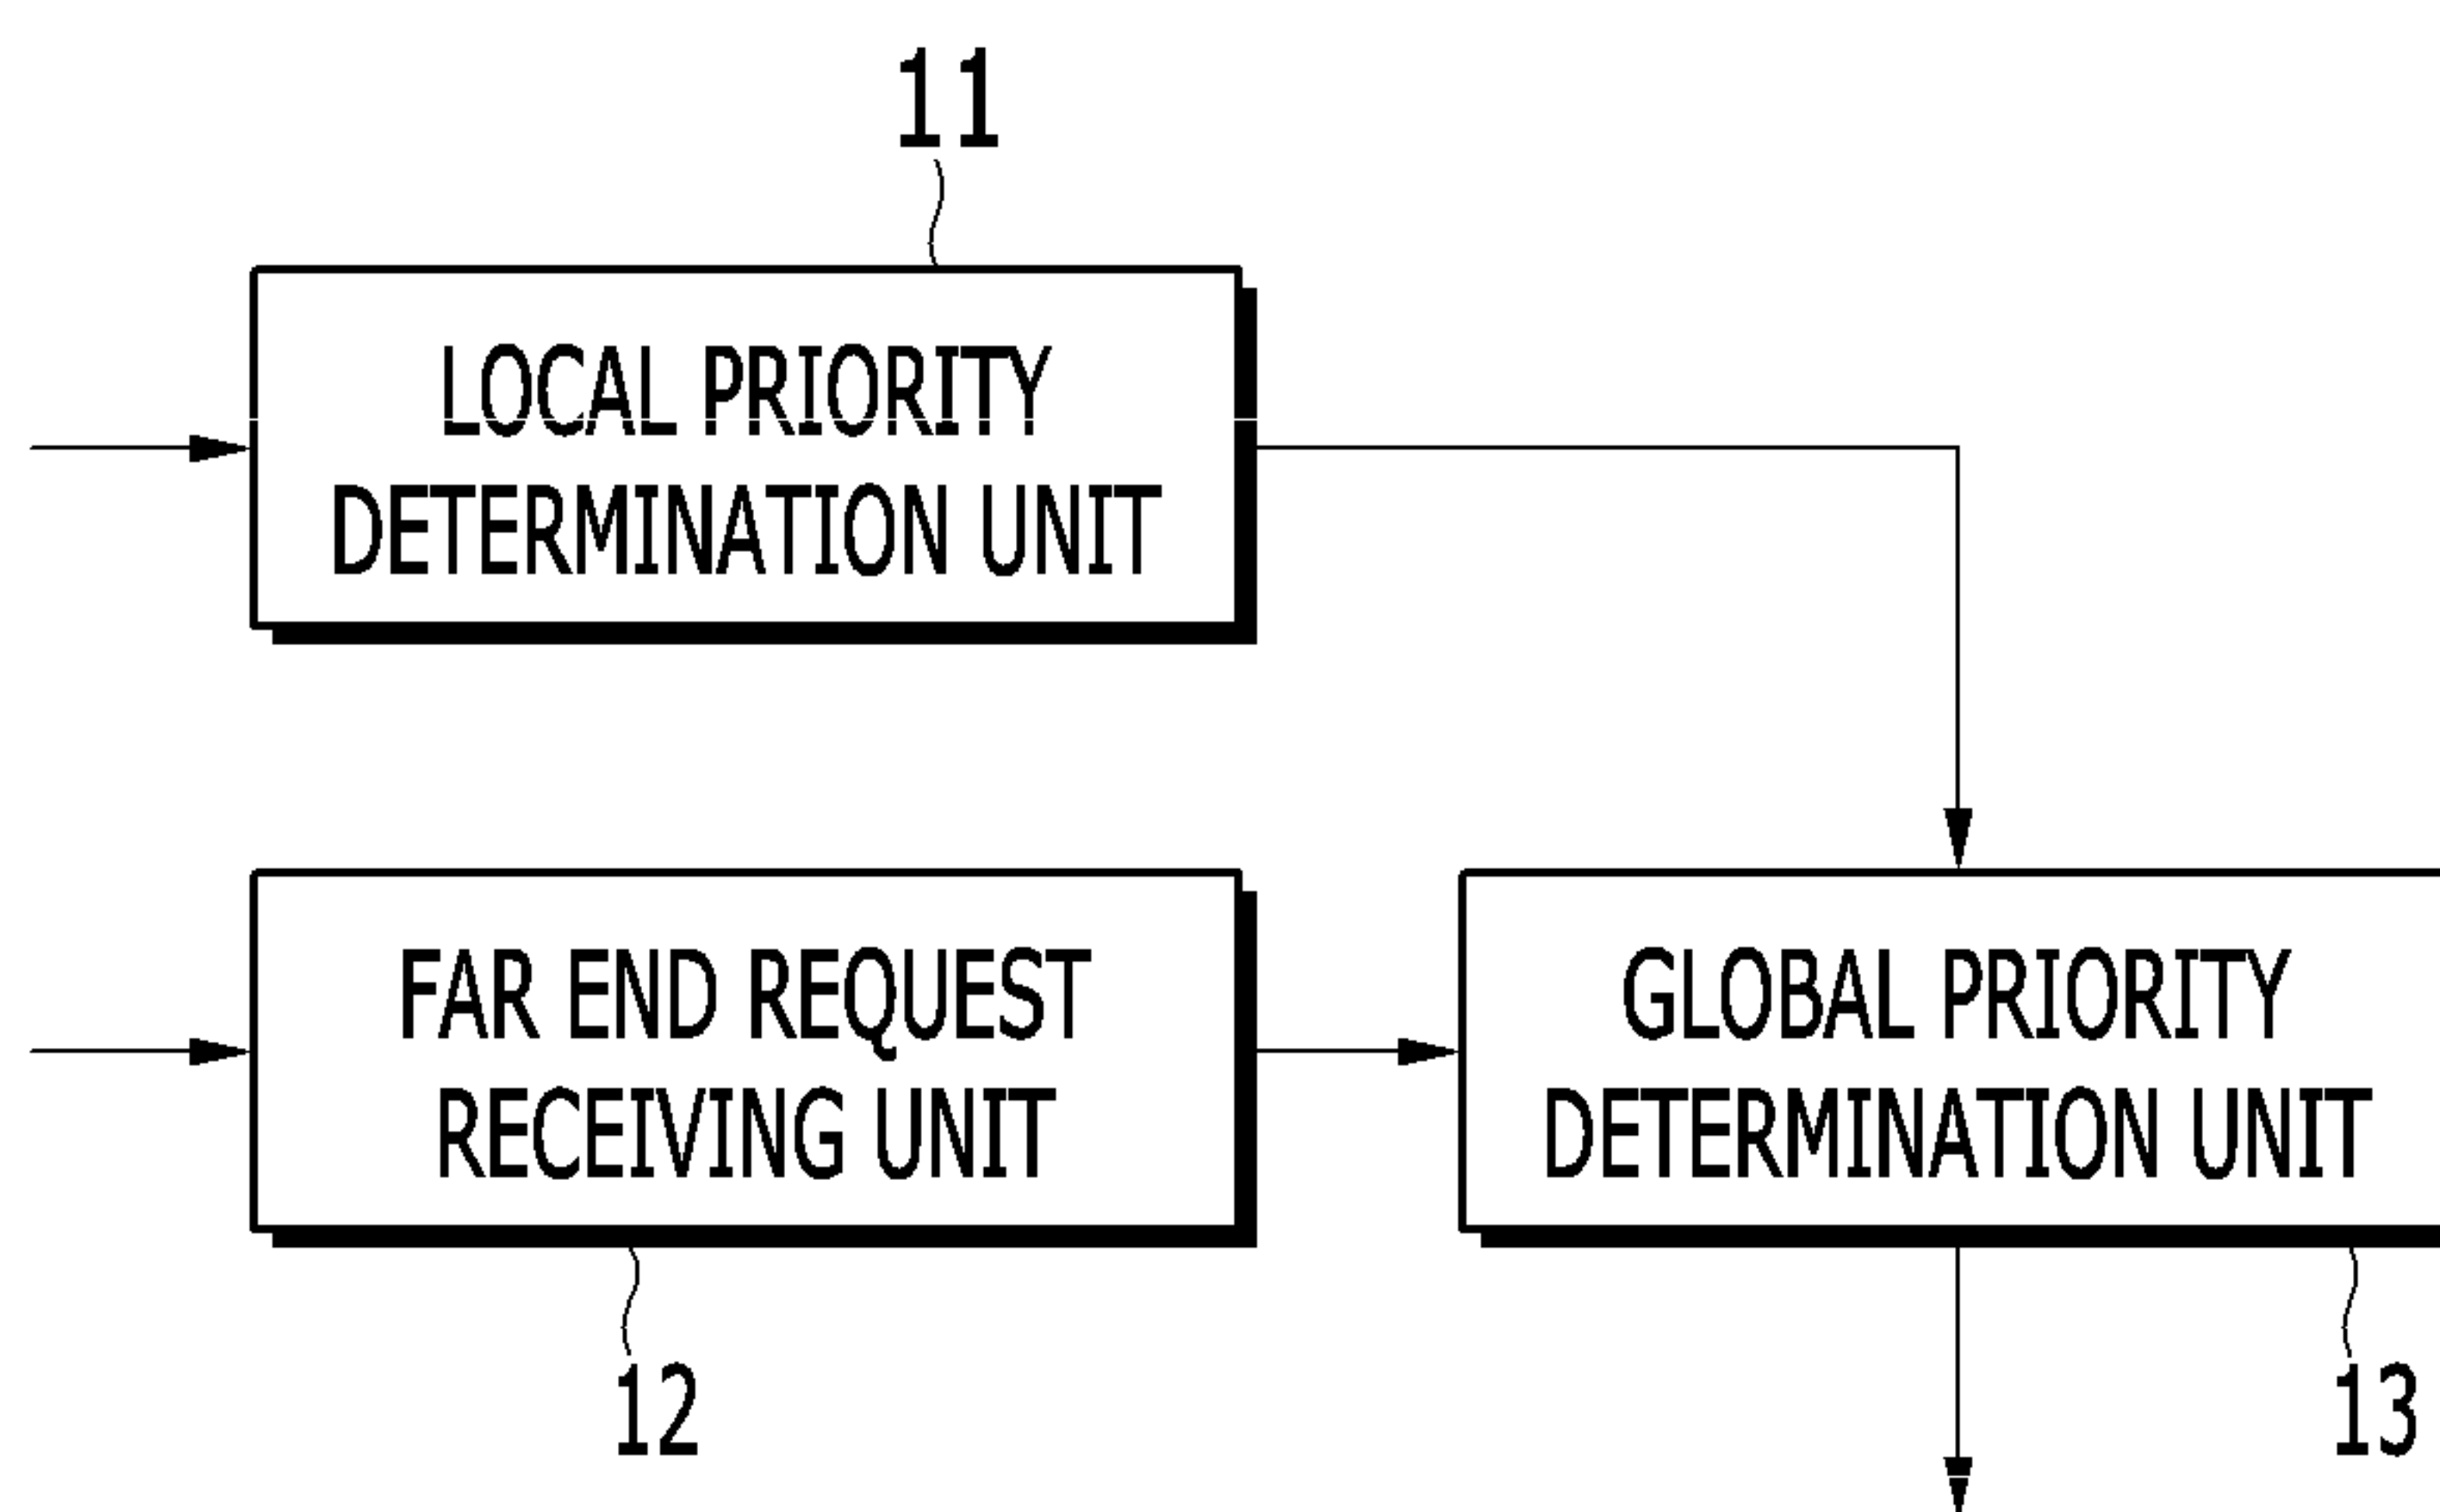 11
LOCAL PRIORITY
DETERMINATION UNIT
FAR END REQUEST
RECEIVING UNIT
GLOBAL PRIORITY
DETERMINATION UNIT
12
13